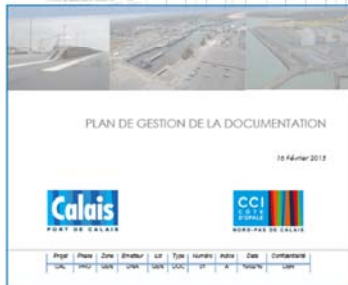 PLAN DE GESTION DE LA DOCUMENTATION
16 Février 2015
Calais
PORT DE CALAIS
CCI
CÔTE
D'OPALE
NORD-PAS DE CALAIS
Projet Phase Zone Emetteur Lot Type Numéro Indice Date Confidentialité